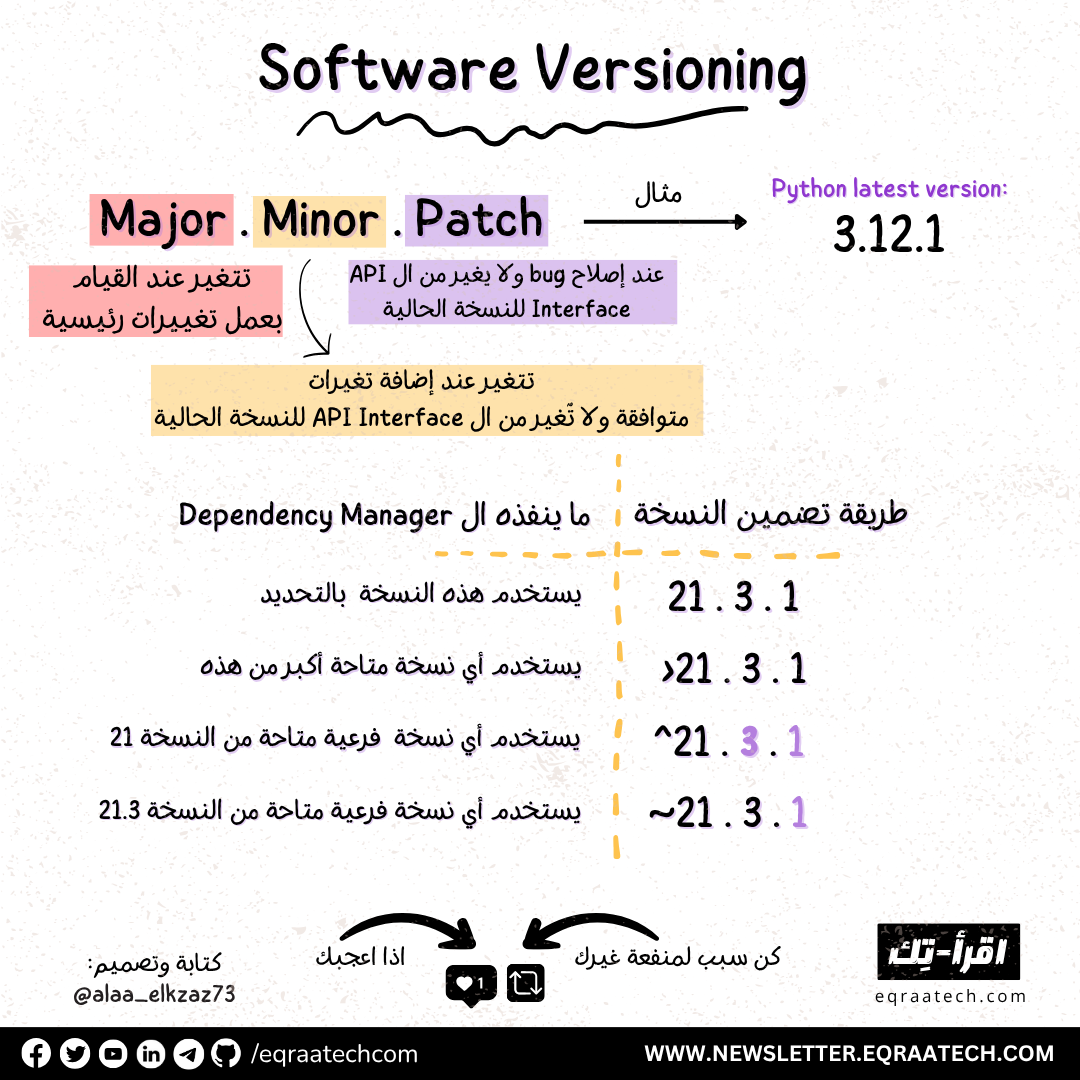 Software Versioning
Major . Minor . Patch
مثال
Python latest version:
3.12.1
تتغير عند القيام
بعمل تغييرات رئيسية
عند إصلاح bug ولا يغير من ال API
Interface للنسخة الحالية
تتغير عند إضافة تغيرات
متوافقة ولا تّغير من ال API Interface للنسخة الحالية
طريقة تضمين النسخة
ما ينفذه ال Dependency Manager
21 . 3 . 1
يستخدم هذه النسخة بالتحديد
›21 . 3 . 1
يستخدم أي نسخة متاحة أكبر من هذه
^21 . 3 . 1
يستخدم أي نسخة فرعية متاحة من النسخة 21
~21 . 3 . 1
يستخدم أي نسخة فرعية متاحة من النسخة 21.3
كن سبب لمنفعة غيرك
اذا اعجبك
1
كتابة وتصميم:
@alaa_elkzaz73
اقرأ-تِك
eqraatech.com
/eqraatechcom
WWW.NEWSLETTER.EQRAATECH.COM